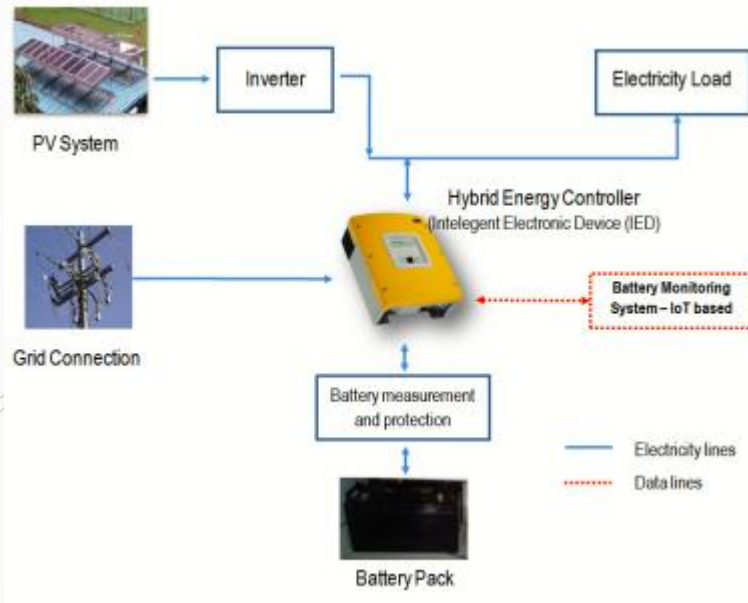 Inverter
Electricity Load
PV System
Hybrid Energy Controller
(Intelegent Electronic Device (IED)
Battery Monitoring
System – IoT based
Grid Connection
Battery measurement
and protection
Electricity lines
Data lines
Battery Pack